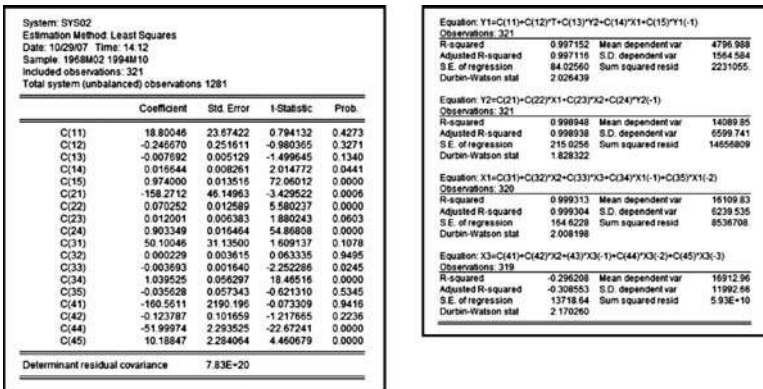 System: SYS02
Estimation Method: Least Squares
Date: 10/29/07 Time: 14:12
Sample: 1968M02 1994M10
Included observations: 321
Total system (unbalanced) observations 1281
Coefficient Std. Error t-Statistic Prob.
C(11) 18.80046 23.67422 0.794132 0.4273
C(12) -0.246670 0.251611 -0.980365 0.3271
C(13) -0.007692 0.005129 -1.499645 0.1340
C(14) 0.016644 0.008261 2.014772 0.0441
C(15) 0.974000 0.013516 72.06012 0.0000
C(21) -158.2712 46.14963 -3.429522 0.0006
C(22) 0.070252 0.012589 5.580237 0.0000
C(23) 0.012001 0.006383 1.880243 0.0603
C(24) 0.903349 0.016464 54.86808 0.0000
C(31) 50.10046 31.13500 1.609137 0.1078
C(32) 0.000229 0.003615 0.063335 0.9495
C(33) -0.003693 0.001640 -2.252286 0.0245
C(34) 1.039525 0.056297 18.46516 0.0000
C(35) -0.035628 0.057343 -0.621310 0.5345
C(41) -160.5611 2190.196 -0.073309 0.9416
C(42) -0.123787 0.101659 -1.217665 0.2236
C(44) -51.99974 2.293525 -22.67241 0.0000
C(45) 10.18847 2.284064 4.460679 0.0000
Determinant residual covariance 7.83E+20
Equation: Y1=C(11)+C(12)*T+C(13)*Y2+C(14)*X1+C(15)*Y1(-1)
Observations: 321
R-squared 0.997152 Mean dependent var 4796.988
Adjusted R-squared 0.997116 S.D. dependent var 1564.584
S.E. of regression 84.02560 Sum squared resid 2231055.
Durbin-Watson stat 2.026439
Equation: Y2=C(21)+C(22)*X1+C(23)*X2+C(24)*Y2(-1)
Observations: 321
R-squared 0.998948 Mean dependent var 14089.85
Adjusted R-squared 0.998938 S.D. dependent var 6599.741
S.E. of regression 215.0256 Sum squared resid 14656809
Durbin-Watson stat 1.828322
Equation: X1=C(31)+C(32)*X2+C(33)*X3+C(34)*X1(-1)+C(35)*X1(-2)
Observations: 320
R-squared 0.999313 Mean dependent var 16109.83
Adjusted R-squared 0.999304 S.D. dependent var 6239.535
S.E. of regression 164.6228 Sum squared resid 8536708.
Durbin-Watson stat 2.008198
Equation: X3=C(41)+C(42)*X2+(43)*X3(-1)+C(44)*X3(-2)+C(45)*X3(-3)
Observations: 319
R-squared -0.296208 Mean dependent var 16912.96
Adjusted R-squared -0.308553 S.D. dependent var 11992.66
S.E. of regression 13718.64 Sum squared resid 5.93E+10
Durbin-Watson stat 2.170260